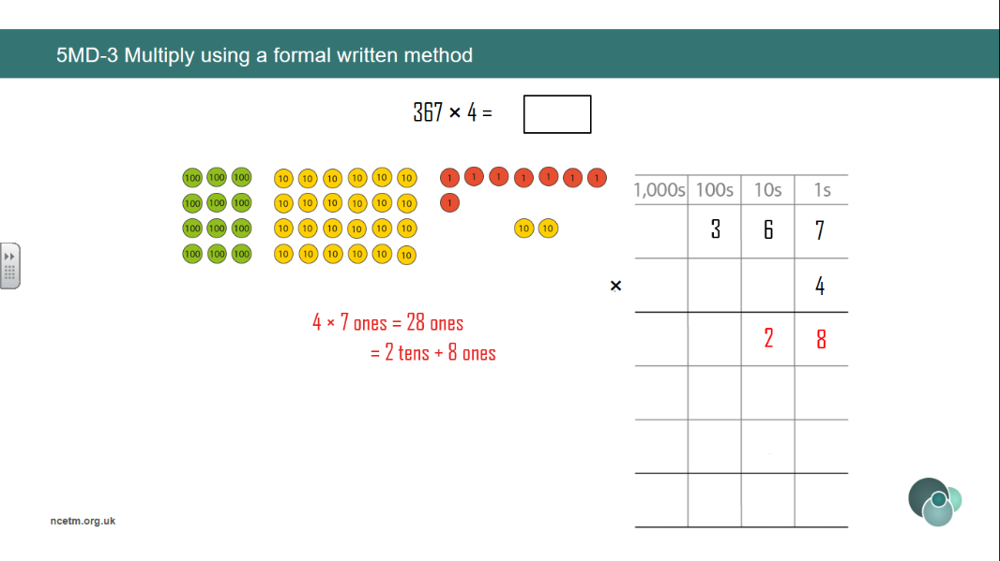 5MD-3 Multiply using a formal written method
367 × 4 =
100 100 100 10 10 10 10 10 10 1 1 1 1 1 1 1
100 100 100 10 10 10 10 10 10 1
100 100 100 10 10 10 10 10 10 10 10
100 100 100 10 10 10 10 10 10
1,000s 100s 10s 1s
3 6 7
× 4
2 8
4 × 7 ones = 28 ones
= 2 tens + 8 ones
ncetm.org.uk